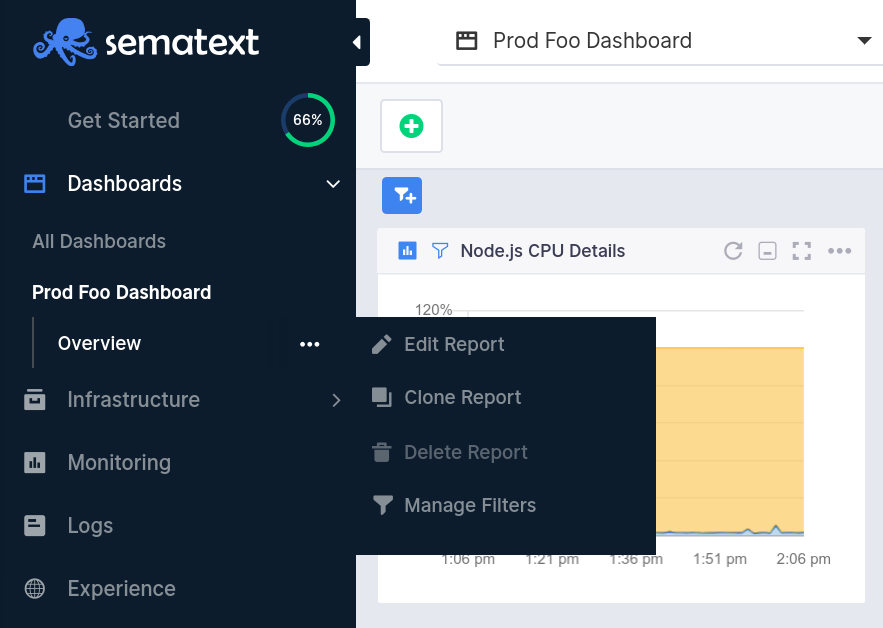 sematext
Prod Foo Dashboard
Get Started
66%
Dashboards
All Dashboards
Prod Foo Dashboard
Overview
Infrastructure
Monitoring
Logs
Experience
Edit Report
Clone Report
Delete Report
Manage Filters
Node.js CPU Details
120%
1:06 pm 1:21 pm 1:36 pm 1:51 pm 2:06 pm